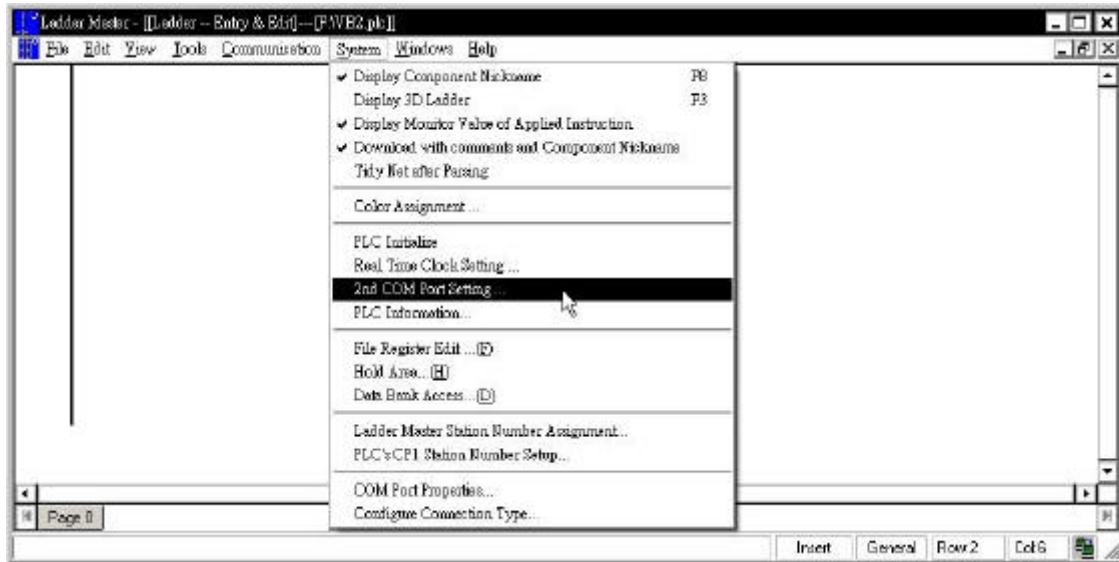 Ladder Master - [[Ladder -- Entry & Edit]---[F:\VB2.plc]]
File Edit View Tools Communication System Windows Help
✔ Display Component Nickname F8
Display 3D Ladder F3
✔ Display Monitor Value of Applied Instruction
✔ Download with comments and Component Nickname
Tidy Net after Parsing
Color Assignment ...
PLC Initialize
Real Time Clock Setting ...
2nd COM Port Setting ...
PLC Information...
File Register Edit ...(F)
Hold Area...(H)
Data Bank Access...(D)
Ladder Master Station Number Assignment...
PLC's CP1 Station Number Setup...
COM Port Properties...
Configure Connection Type...
Page 0
Insert General Row:2 Col:6